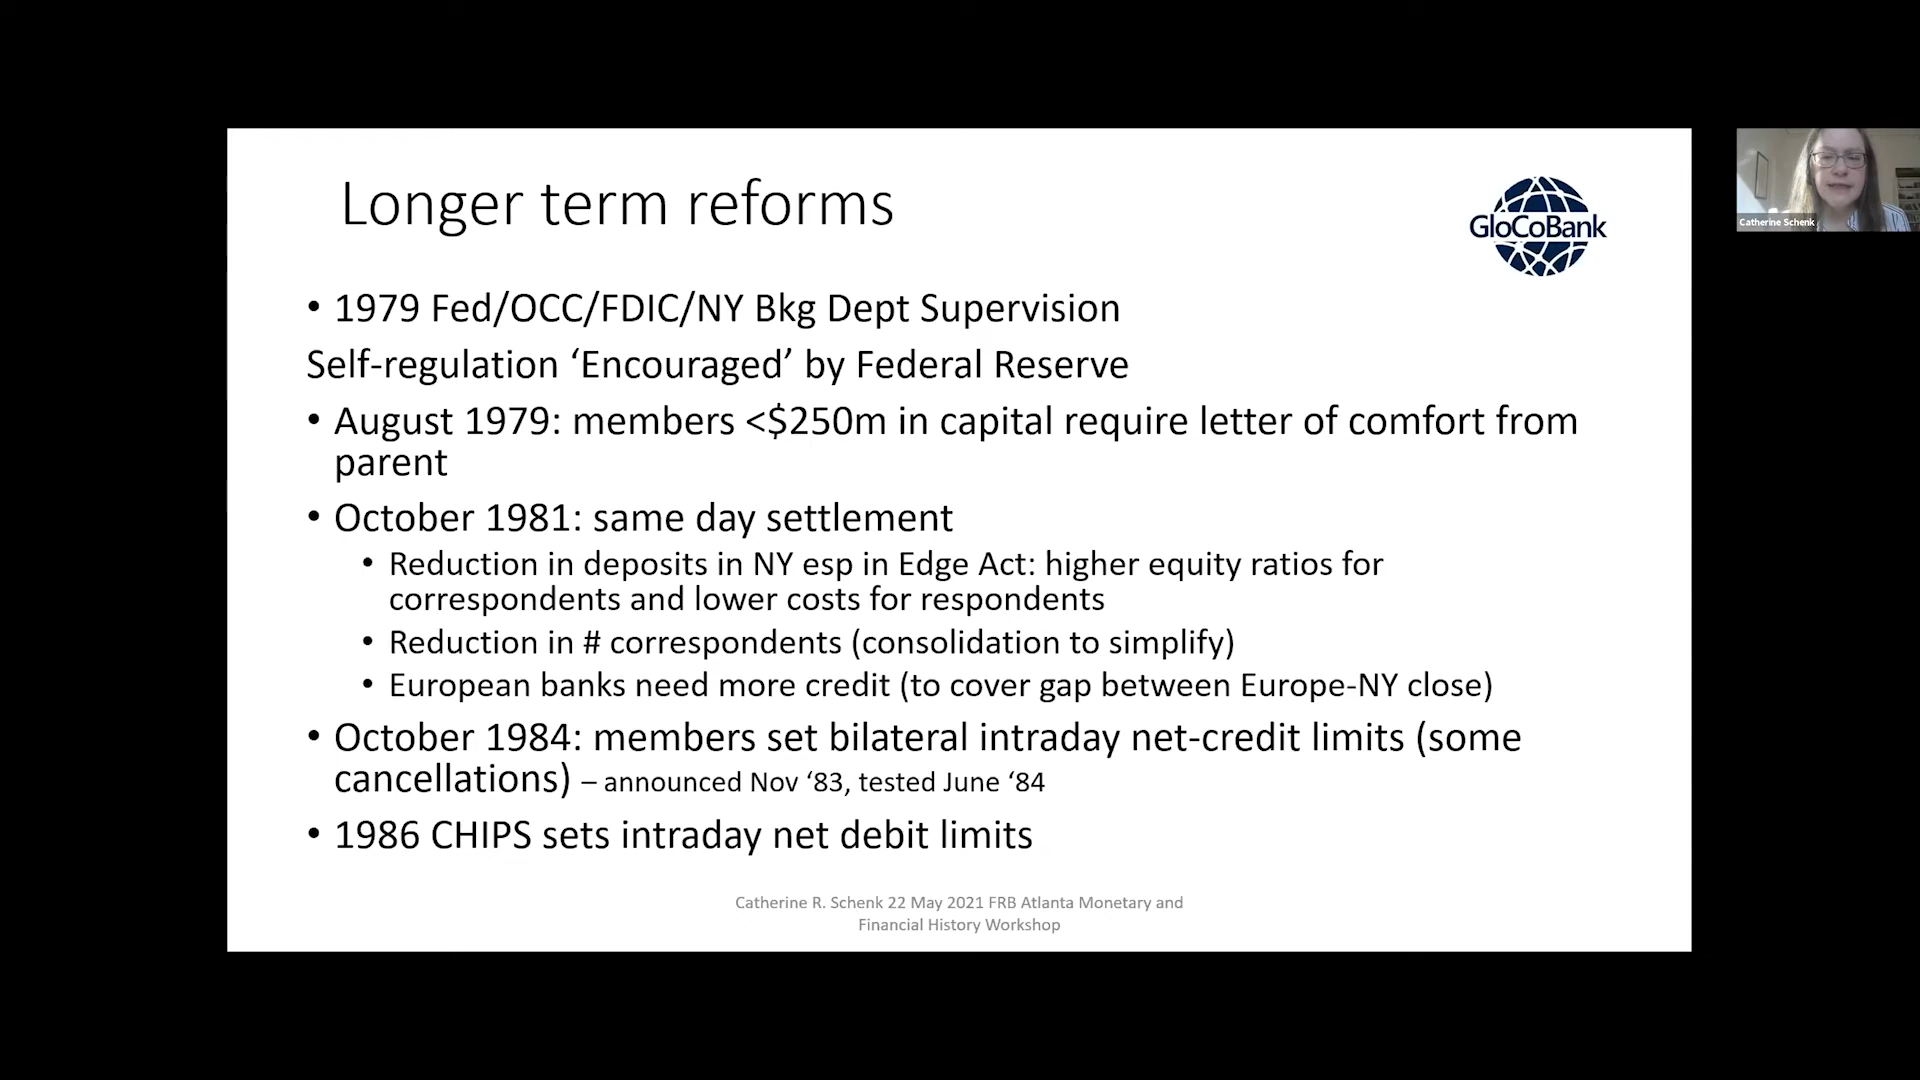 Longer term reforms
GloCoBank
Catherine Schenk
• 1979 Fed/OCC/FDIC/NY Bkg Dept Supervision
Self-regulation ‘Encouraged’ by Federal Reserve
• August 1979: members <$250m in capital require letter of comfort from
parent
• October 1981: same day settlement
• Reduction in deposits in NY esp in Edge Act: higher equity ratios for
correspondents and lower costs for respondents
• Reduction in # correspondents (consolidation to simplify)
• European banks need more credit (to cover gap between Europe-NY close)
• October 1984: members set bilateral intraday net-credit limits (some
cancellations) – announced Nov ‘83, tested June ‘84
• 1986 CHIPS sets intraday net debit limits
Catherine R. Schenk 22 May 2021 FRB Atlanta Monetary and
Financial History Workshop